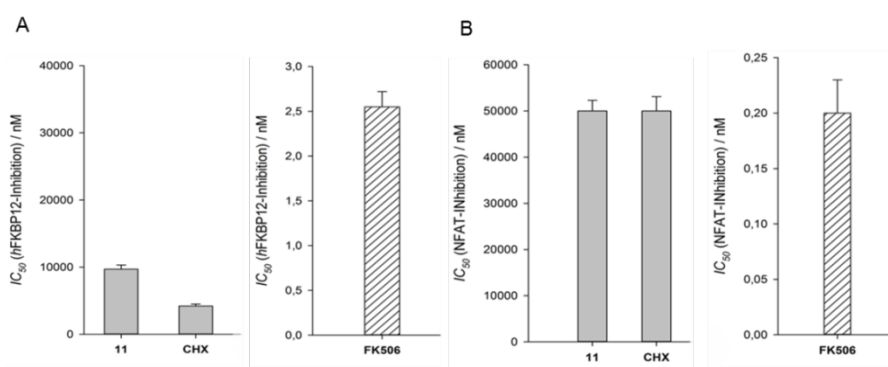 A
B
IC50 (hFKBP12-Inhibition) / nM
40000
30000
20000
10000
0
11
CHX
IC50 (hFKBP12-Inhibition) / nM
3,0
2,5
2,0
1,5
1,0
0,5
0,0
FK506
IC50 (NFAT-INhibition) / nM
60000
50000
40000
30000
20000
10000
0
11
CHX
IC50 (NFAT-INhibition) / nM
0,25
0,20
0,15
0,10
0,05
0,00
FK506